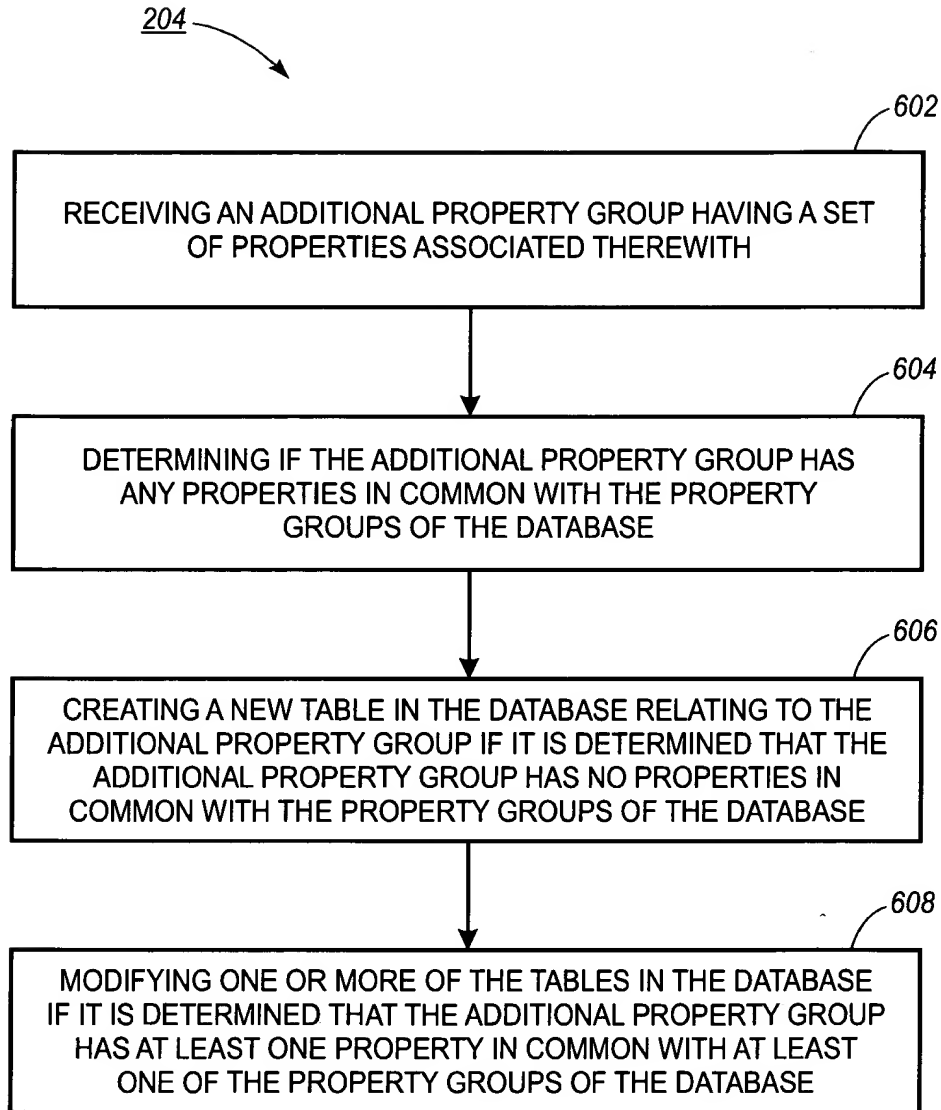 204
602
RECEIVING AN ADDITIONAL PROPERTY GROUP HAVING A SET
OF PROPERTIES ASSOCIATED THEREWITH
604
DETERMINING IF THE ADDITIONAL PROPERTY GROUP HAS
ANY PROPERTIES IN COMMON WITH THE PROPERTY
GROUPS OF THE DATABASE
606
CREATING A NEW TABLE IN THE DATABASE RELATING TO THE
ADDITIONAL PROPERTY GROUP IF IT IS DETERMINED THAT THE
ADDITIONAL PROPERTY GROUP HAS NO PROPERTIES IN
COMMON WITH THE PROPERTY GROUPS OF THE DATABASE
608
MODIFYING ONE OR MORE OF THE TABLES IN THE DATABASE
IF IT IS DETERMINED THAT THE ADDITIONAL PROPERTY GROUP
HAS AT LEAST ONE PROPERTY IN COMMON WITH AT LEAST
ONE OF THE PROPERTY GROUPS OF THE DATABASE